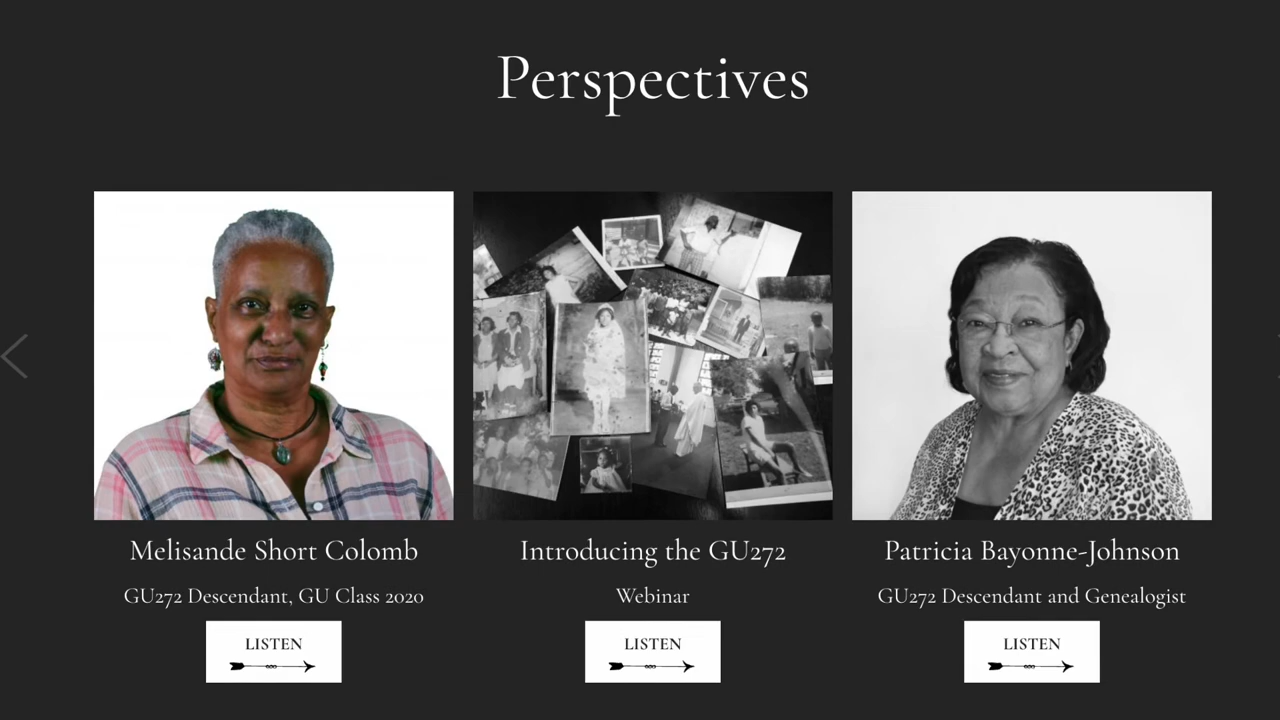 Perspectives
Melisande Short Colomb
GU272 Descendant, GU Class 2020
LISTEN
Introducing the GU272
Webinar
LISTEN
Patricia Bayonne-Johnson
GU272 Descendant and Genealogist
LISTEN